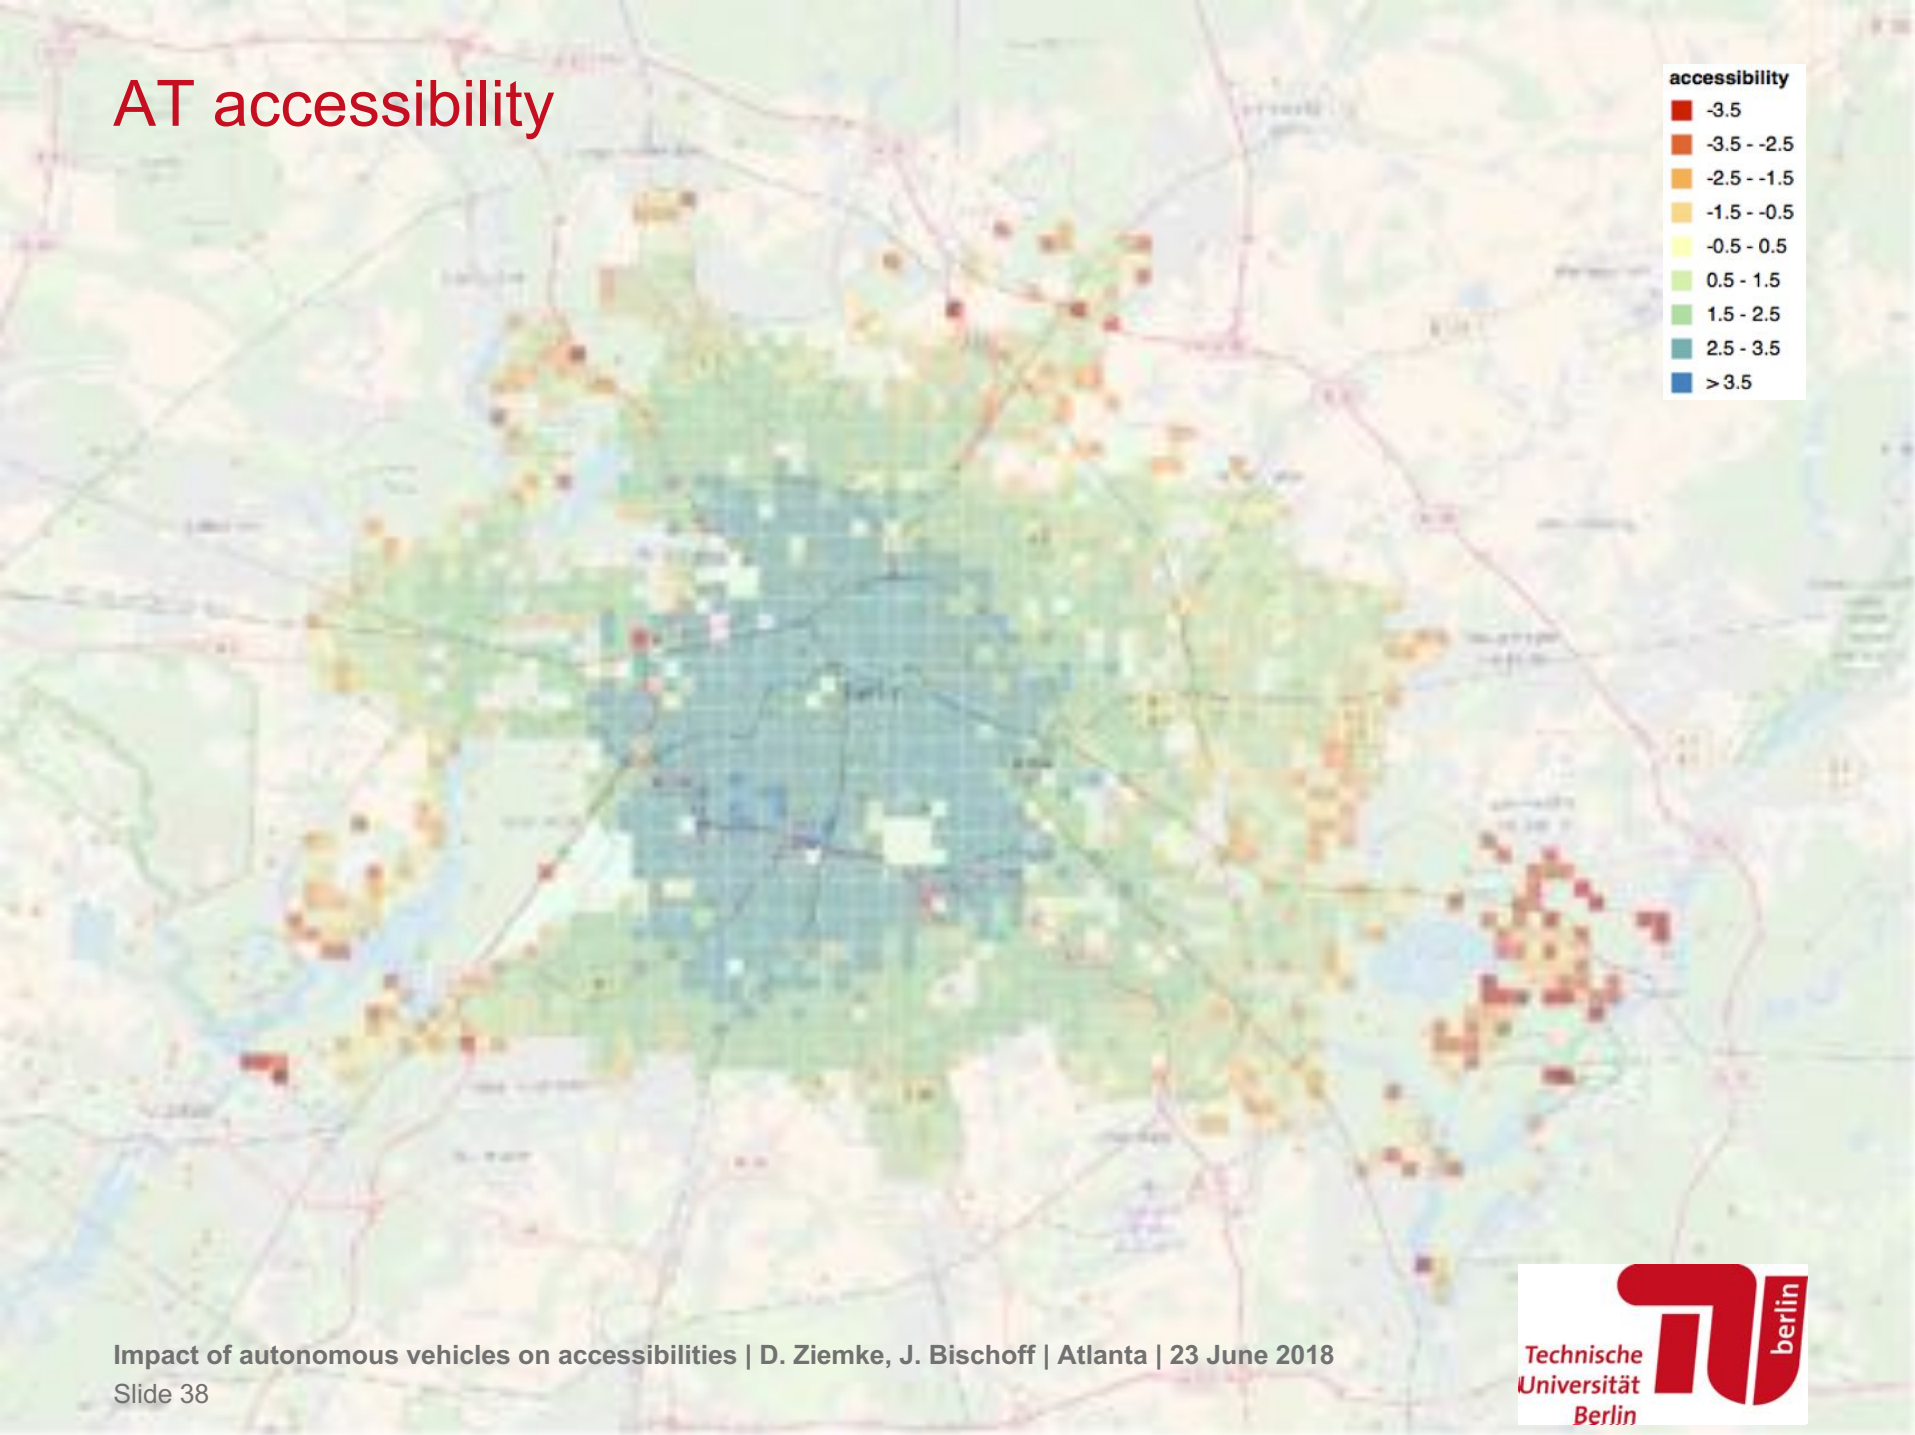 AT accessibility
accessibility
-3.5
-3.5 - -2.5
-2.5 - -1.5
-1.5 - -0.5
-0.5 - 0.5
0.5 - 1.5
1.5 - 2.5
2.5 - 3.5
> 3.5
Impact of autonomous vehicles on accessibilities | D. Ziemke, J. Bischoff | Atlanta | 23 June 2018
Slide 38
Technische
Universität
Berlin
berlin